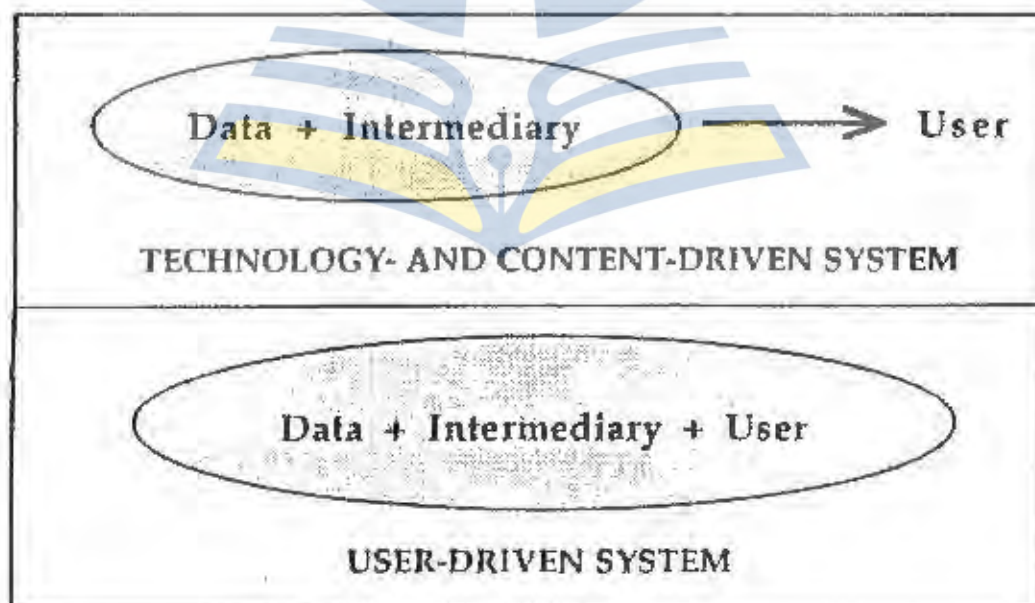 Data + Intermediary User
TECHNOLOGY- AND CONTENT-DRIVEN SYSTEM
Data + Intermediary + User
USER-DRIVEN SYSTEM